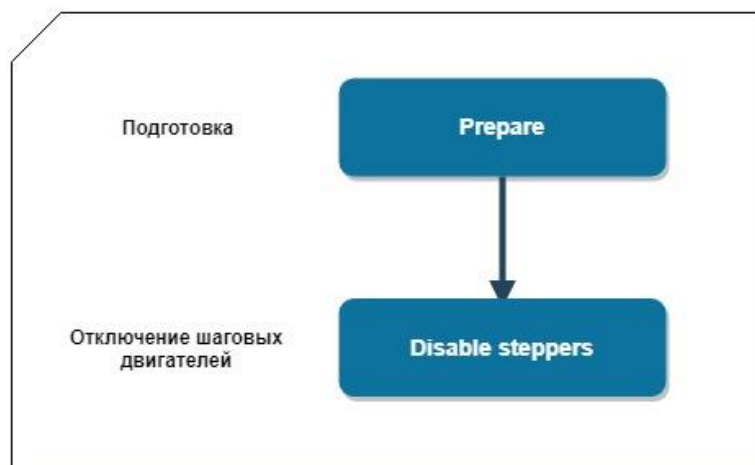 Подготовка
Prepare
Отключение шаговых
двигателей
Disable steppers